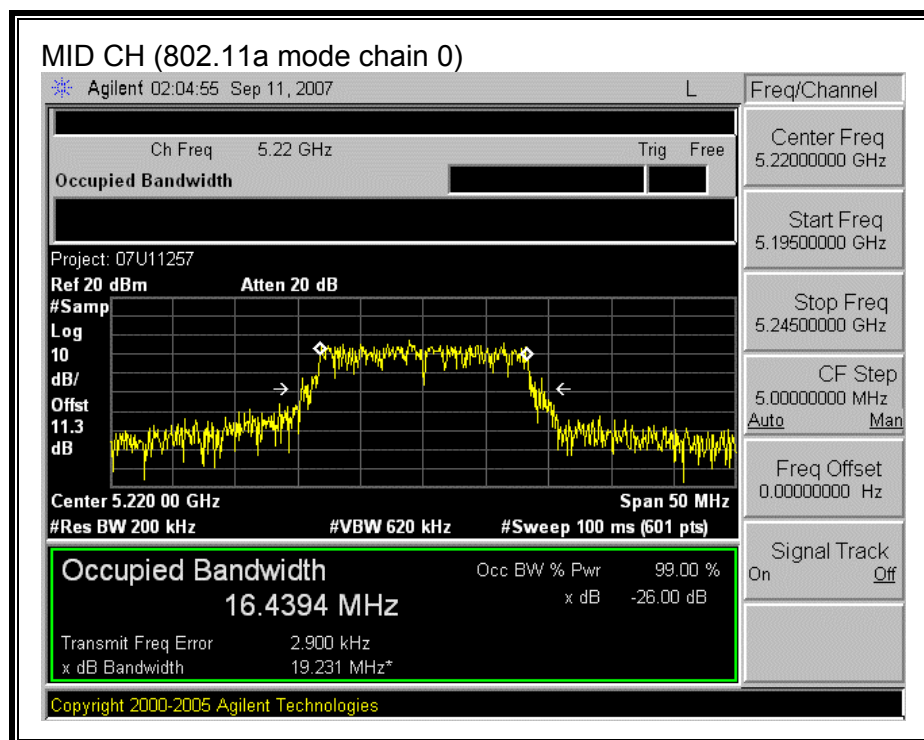 MID CH (802.11a mode chain 0)
Agilent 02:04:55 Sep 11, 2007 L
Freq/Channel
Ch Freq 5.22 GHz Trig Free
Occupied Bandwidth
Center Freq
5.22000000 GHz
Start Freq
5.19500000 GHz
Stop Freq
5.24500000 GHz
CF Step
5.00000000 MHz
Auto Man
Freq Offset
0.00000000 Hz
Signal Track
On Off
Project: 07U11257
Ref 20 dBm Atten 20 dB
#Samp
Log
10
dB/
Offst
11.3
dB
Center 5.220 00 GHz Span 50 MHz
#Res BW 200 kHz #VBW 620 kHz #Sweep 100 ms (601 pts)
Occupied Bandwidth Occ BW % Pwr 99.00 %
16.4394 MHz x dB -26.00 dB
Transmit Freq Error 2.900 kHz
x dB Bandwidth 19.231 MHz*
Copyright 2000-2005 Agilent Technologies